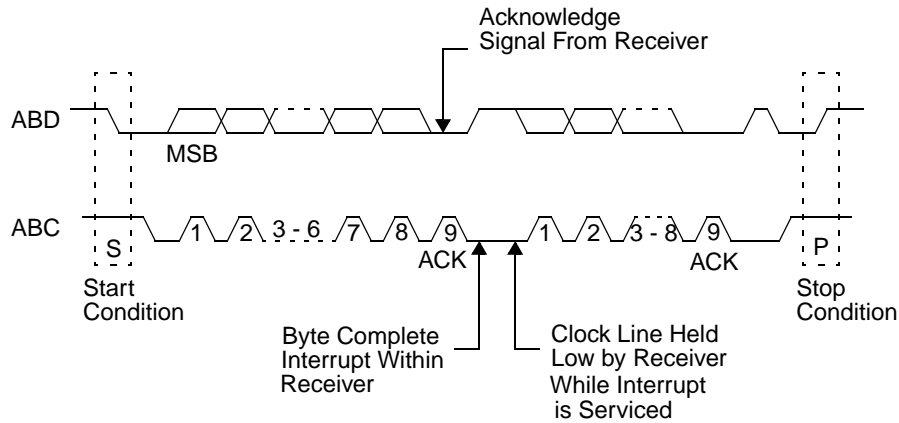 Acknowledge
Signal From Receiver
ABD
MSB
ABC
S
1
2
3 - 6
7
8
9
ACK
1
2
3 - 8
9
ACK
P
Start
Condition
Stop
Condition
Byte Complete
Interrupt Within
Receiver
Clock Line Held
Low by Receiver
While Interrupt
is Serviced